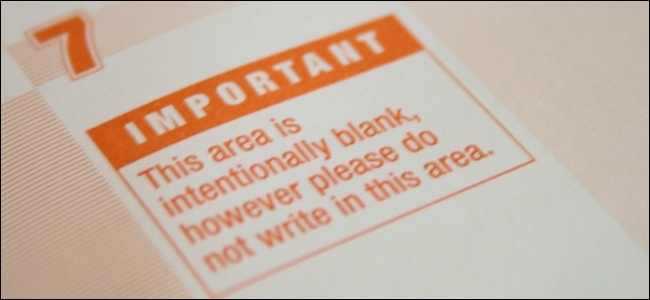 7
IMPORTANT
This area is
intentionally blank,
however please do
not write in this area.